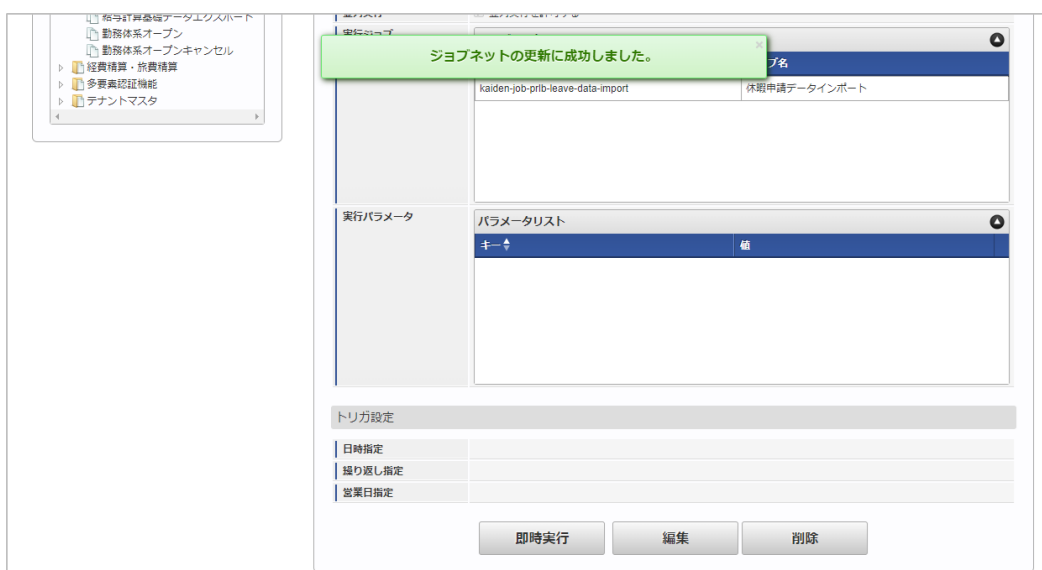 給与計算基礎データエクスポート
勤務体系オープン
勤務体系オープンキャンセル
経費精算・旅費精算
多要素認証機能
テナントマスタ
実行ジョブ
ジョブネットの更新に成功しました。
×
ブ名
kaiden-job-prlb-leave-data-import
休暇申請データインポート
実行パラメータ
パラメータリスト
キー
値
トリガ設定
日時指定
繰り返し指定
営業日指定
即時実行
編集
削除